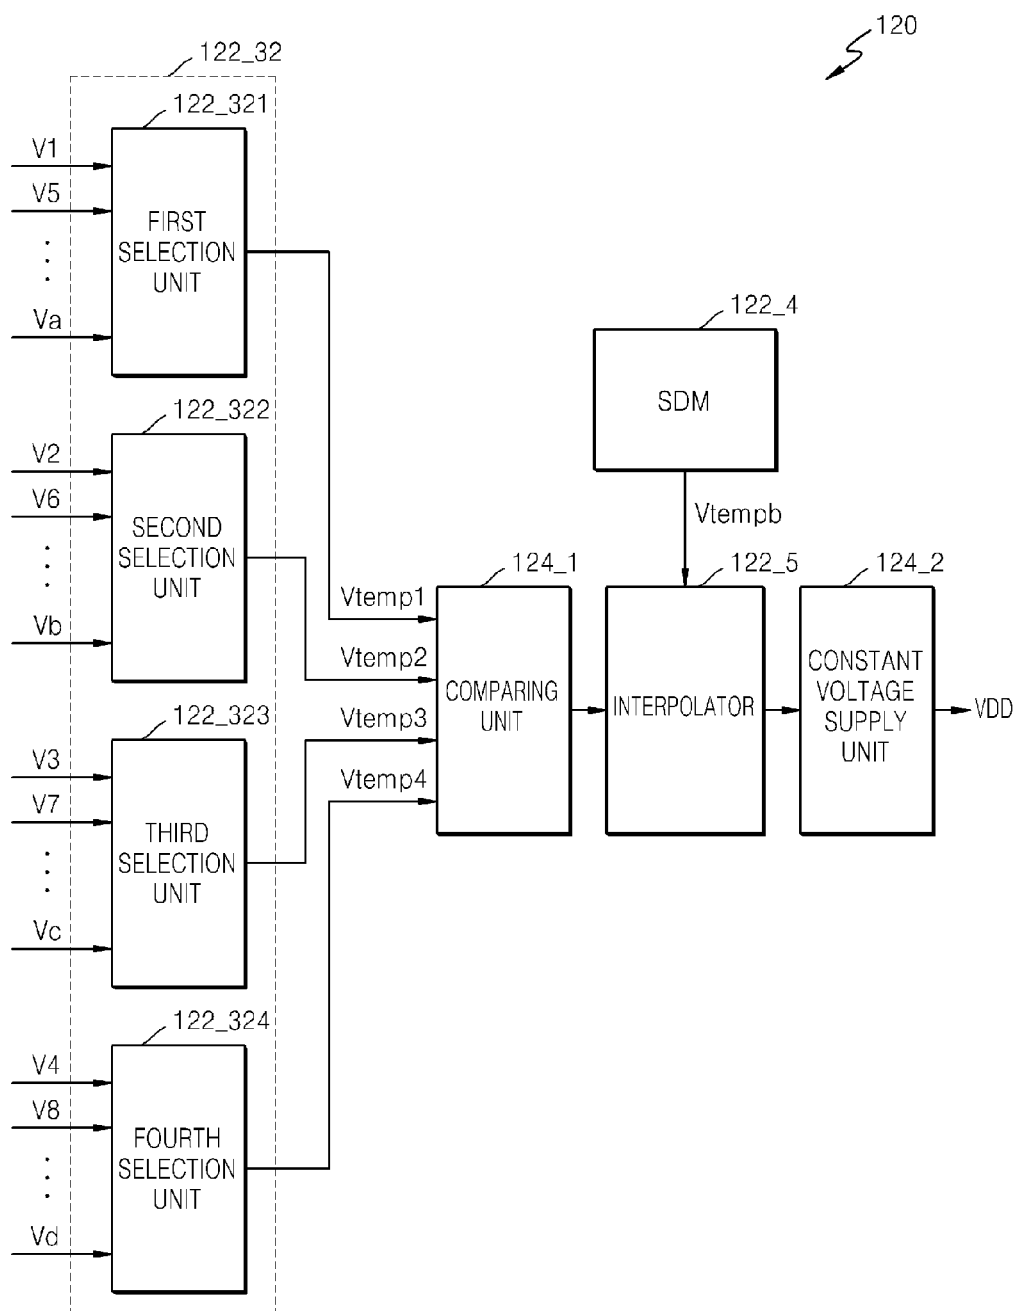 120
122_32
122_321
V1
V5
Va
FIRST
SELECTION
UNIT
122_322
V2
V6
Vb
SECOND
SELECTION
UNIT
122_323
V3
V7
Vc
THIRD
SELECTION
UNIT
122_324
V4
V8
Vd
FOURTH
SELECTION
UNIT
Vtemp1
Vtemp2
Vtemp3
Vtemp4
124_1
COMPARING
UNIT
122_4
SDM
Vtempb
122_5
INTERPOLATOR
124_2
CONSTANT
VOLTAGE
SUPPLY
UNIT
VDD